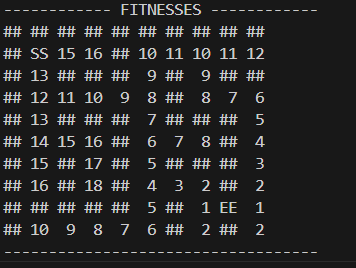 ------------ FITNESSES ------------
## ## ## ## ## ## ## ## ## ##
## SS 15 16 ## 10 11 10 11 12
## 13 ## ## ## 9 ## 9 ## ##
## 12 11 10 9 8 ## 8 7 6
## 13 ## ## ## 7 ## ## ## 5
## 14 15 16 ## 6 7 8 ## 4
## 15 ## 17 ## 5 ## ## ## 3
## 16 ## 18 ## 4 3 2 ## 2
## ## ## ## ## 5 ## 1 EE 1
## 10 9 8 7 6 ## 2 ## 2
-----------------------------------